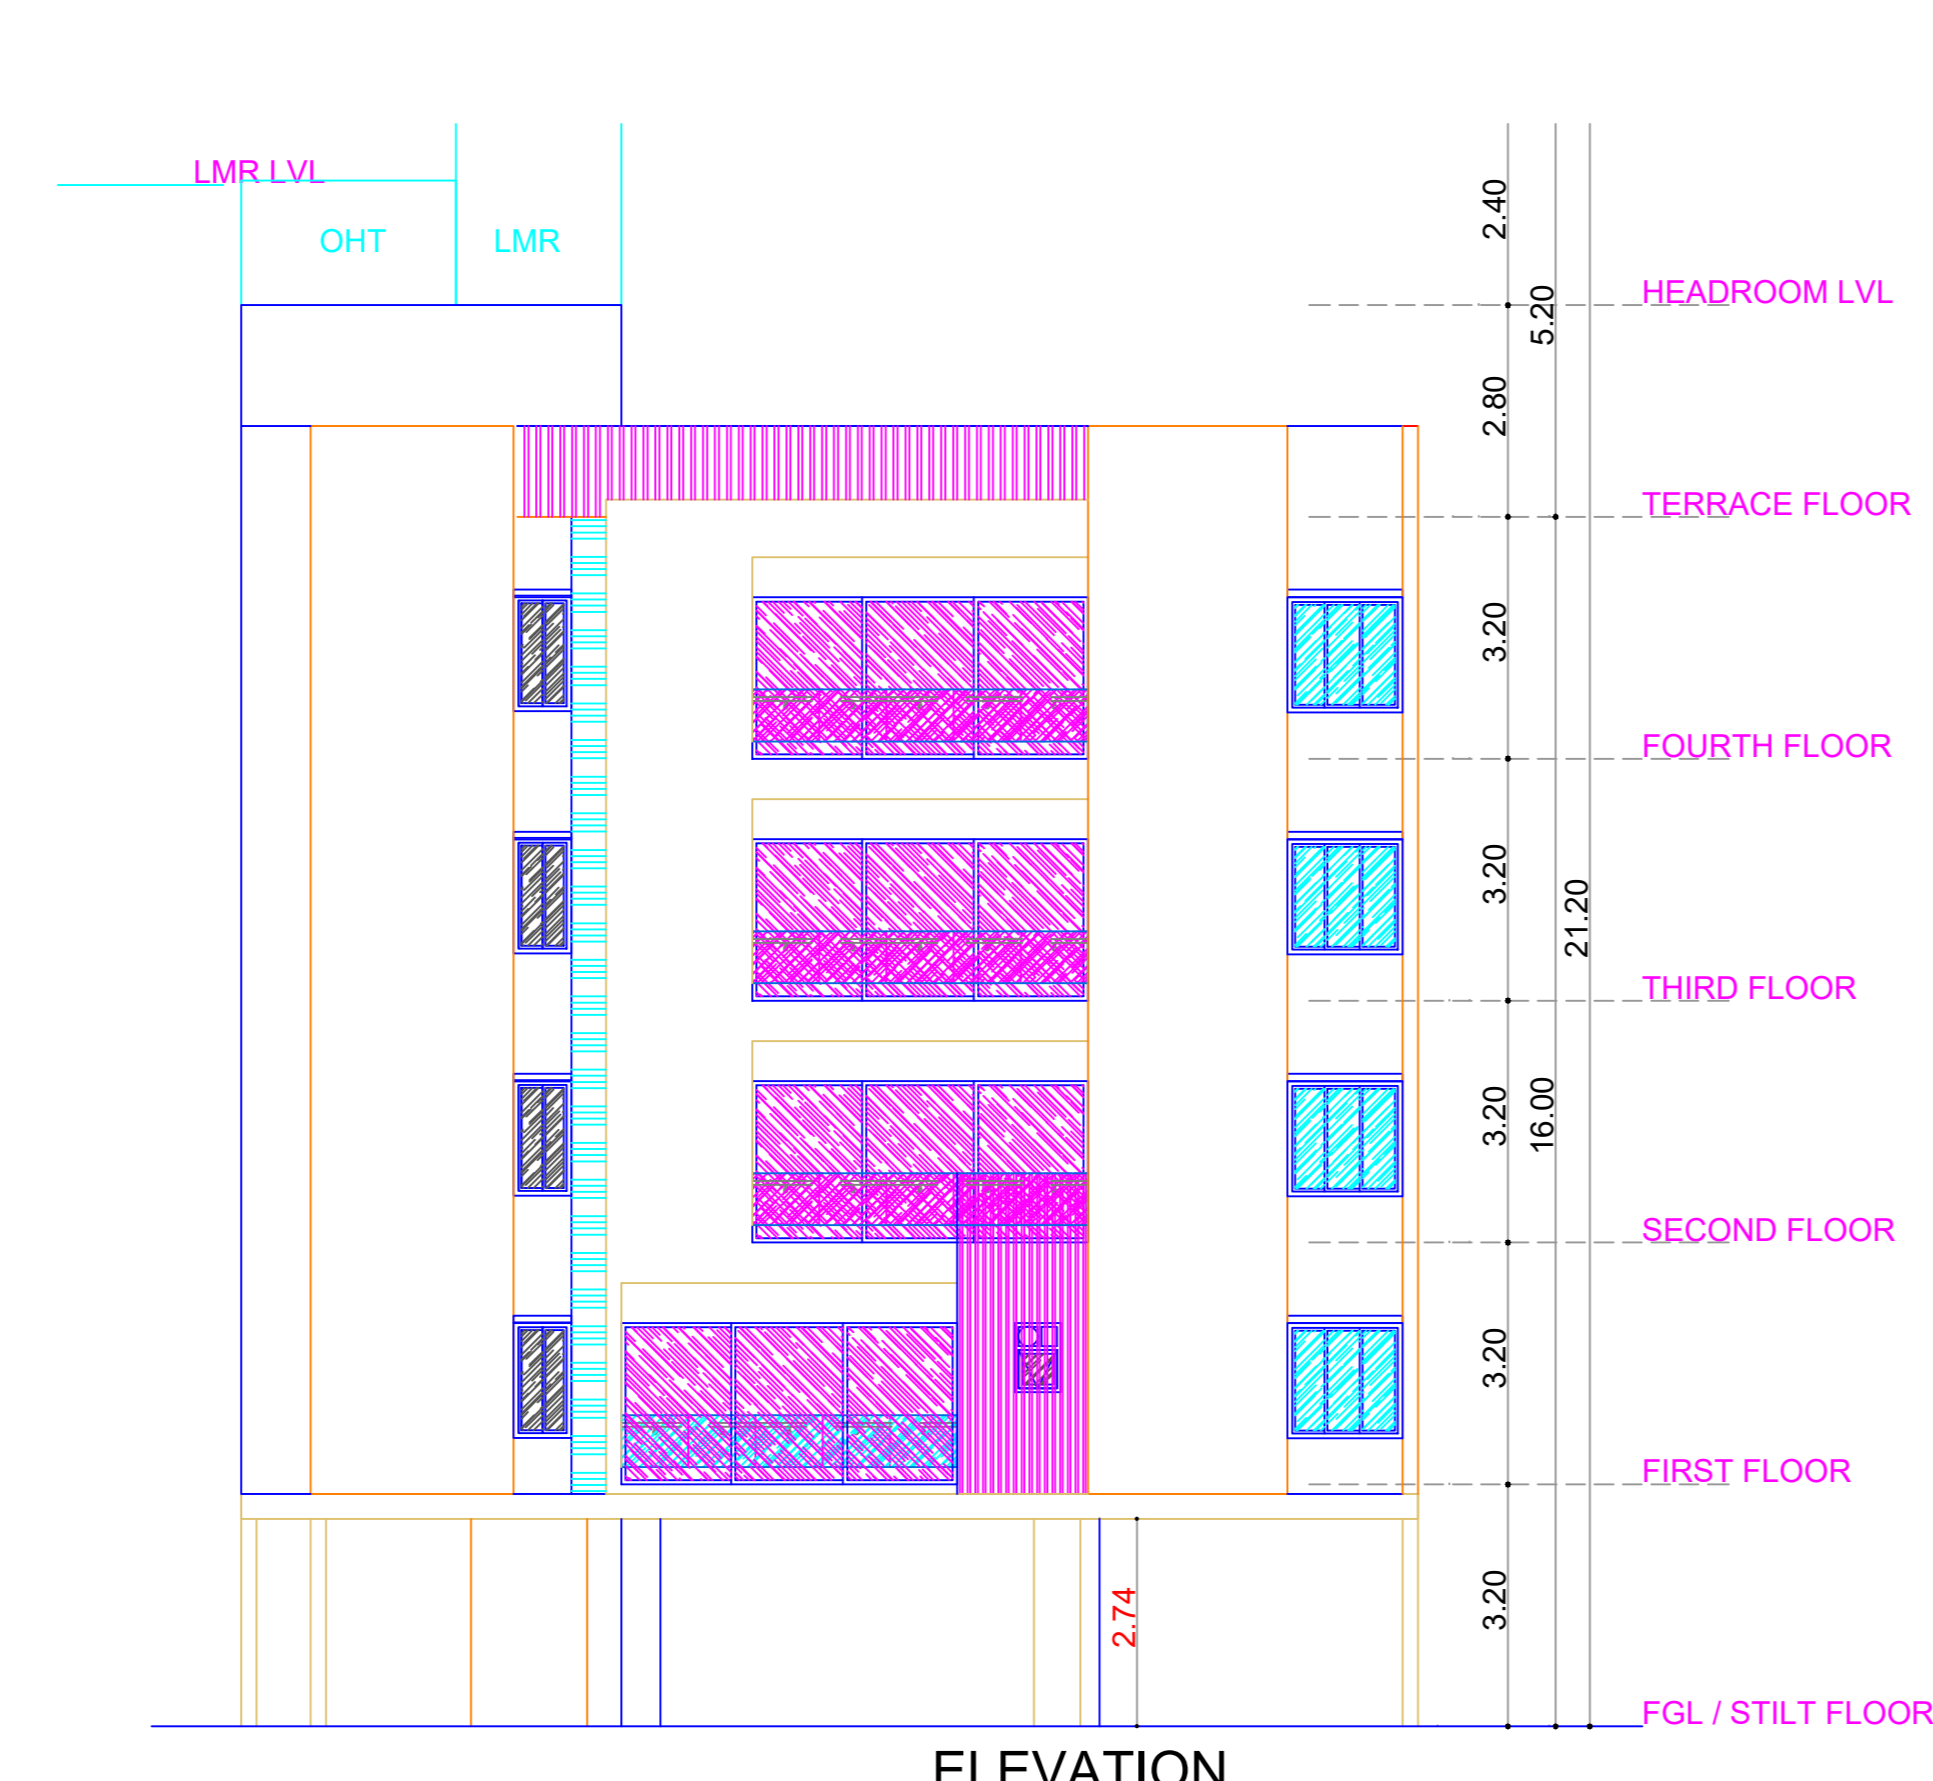 LMR LVL
OHT
LMR
2.40
HEADROOM LVL
5.20
2.80
TERRACE FLOOR
3.20
FOURTH FLOOR
3.20
21.20
THIRD FLOOR
3.20
16.00
SECOND FLOOR
3.20
FIRST FLOOR
2.74
3.20
FGL / STILT FLOOR
ELEVATION